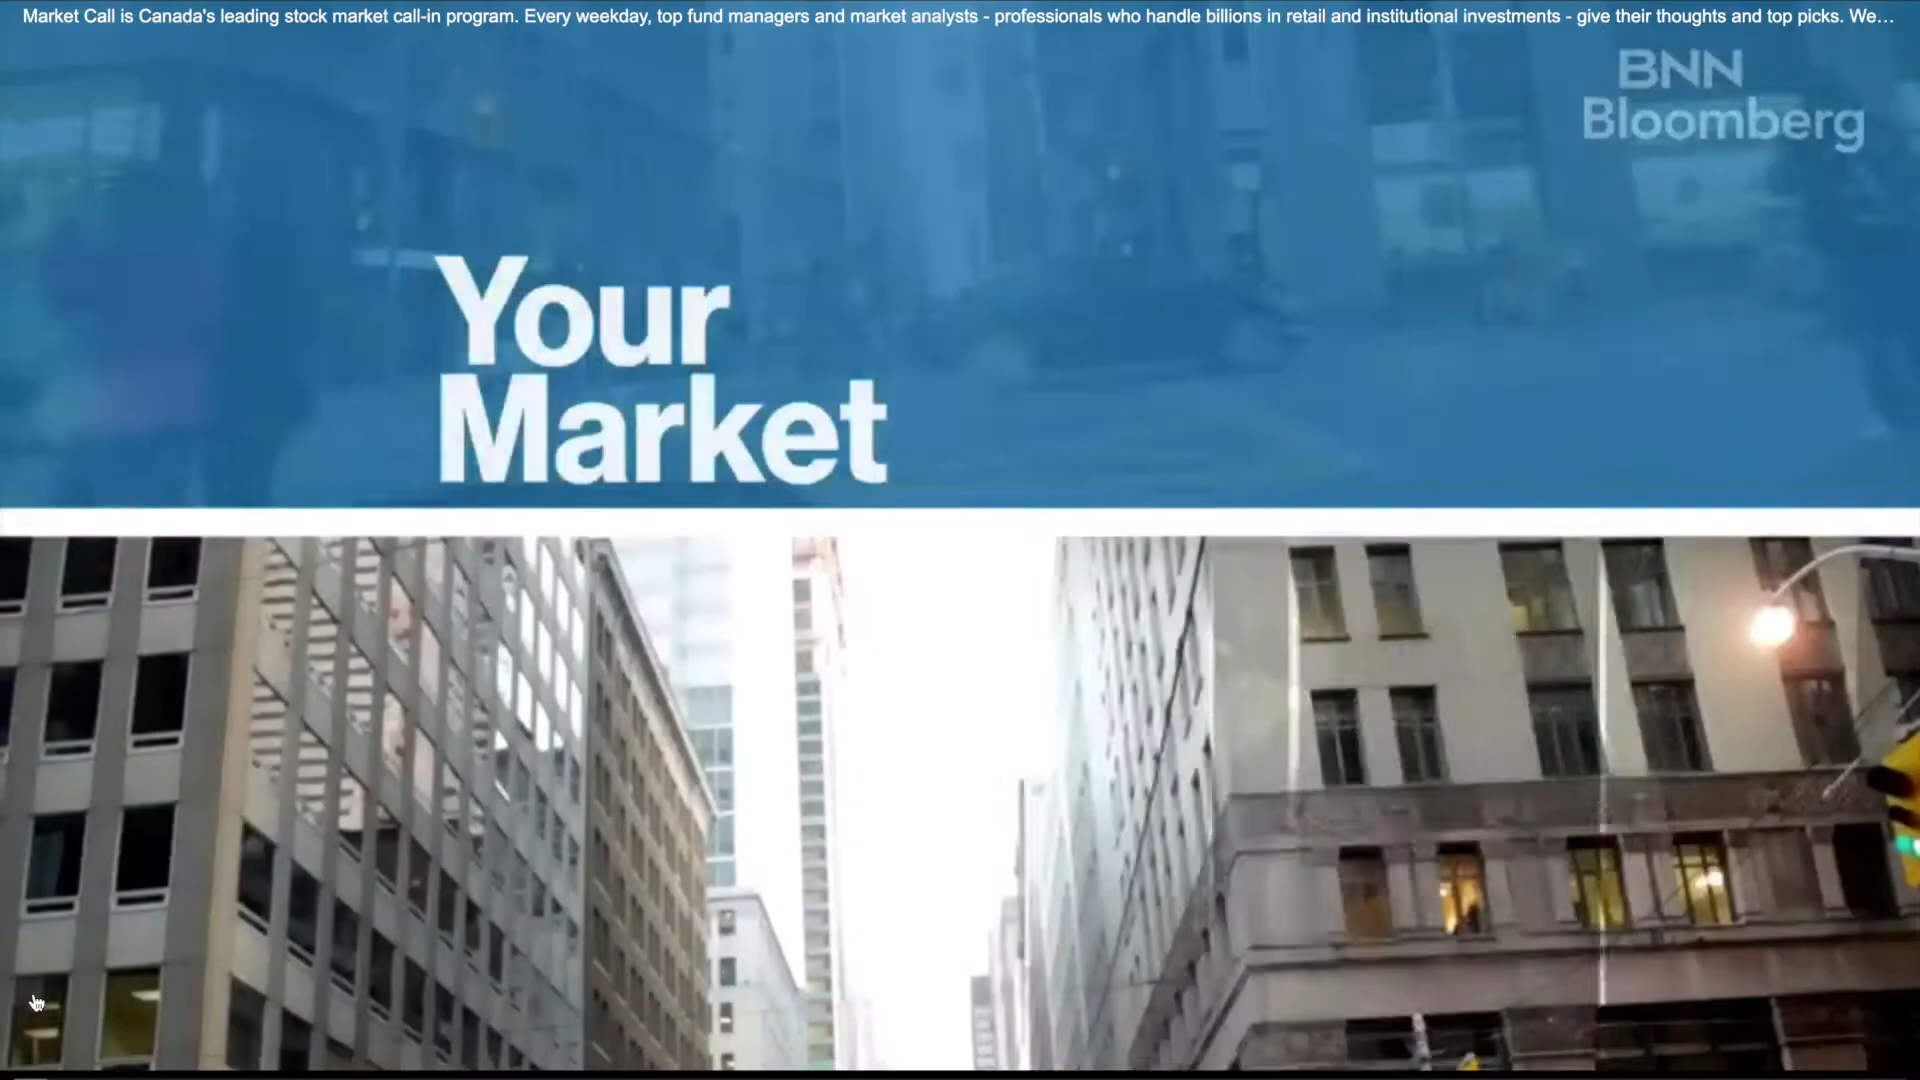 Market Call is Canada's leading stock market call-in program. Every weekday, top fund managers and market analysts - professionals who handle billions in retail and institutional investments - give their thoughts and top picks. We…
BNN
Bloomberg
Your
Market